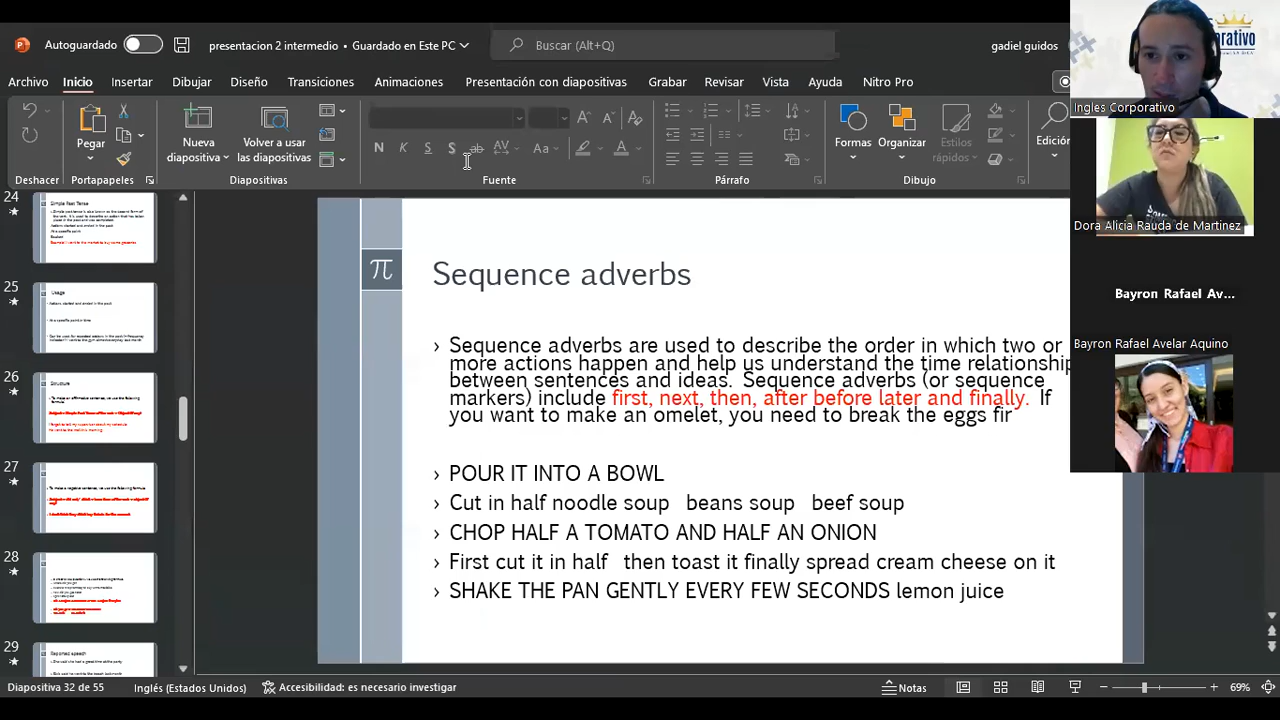 Autoguardado
presentacion 2 intermedio • Guardado en Este PC
Buscar (Alt+Q)
gadiel guidos
Archivo Inicio Insertar Dibujar Diseño Transiciones Animaciones Presentación con diapositivas Grabar Revisar Vista Ayuda Nitro Pro
Pegar
Nueva diapositiva
Volver a usar las diapositivas
Formas
Organizar
Estilos rápidos
Edición
Deshacer Portapapeles Diapositivas Fuente Párrafo Dibujo
Ingles Corporativo
Dora Alicia Rauda de Martinez
Bayron Rafael Av...
Bayron Rafael Avelar Aquino
24
Simple Past Tense
25
Usage
26
Structure
27
28
29
Reported speech
π
Sequence adverbs
› Sequence adverbs are used to describe the order in which two or
more actions happen and help us understand the time relationship
between sentences and ideas. Sequence adverbs (or sequence
markers) include first, next, then, after before later and finally. If
you want to make an omelet, you need to break the eggs fir
› POUR IT INTO A BOWL
› Cut in half noodle soup beans soup beef soup
› CHOP HALF A TOMATO AND HALF AN ONION
› First cut it in half then toast it finally spread cream cheese on it
› SHAKE THE PAN GENTLY EVERY FEW SECONDS lemon juice
Diapositiva 32 de 55 Inglés (Estados Unidos) Accesibilidad: es necesario investigar
Notas
69%